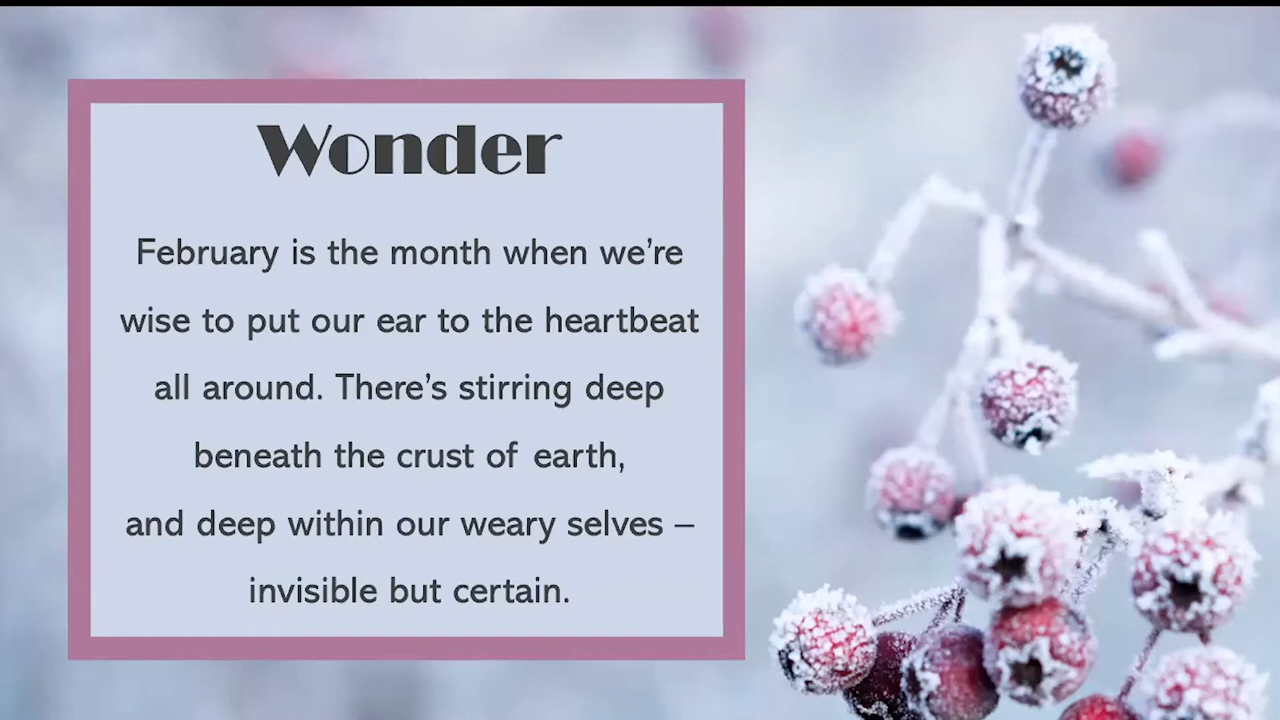 Wonder
February is the month when we’re
wise to put our ear to the heartbeat
all around. There’s stirring deep
beneath the crust of earth,
and deep within our weary selves –
invisible but certain.